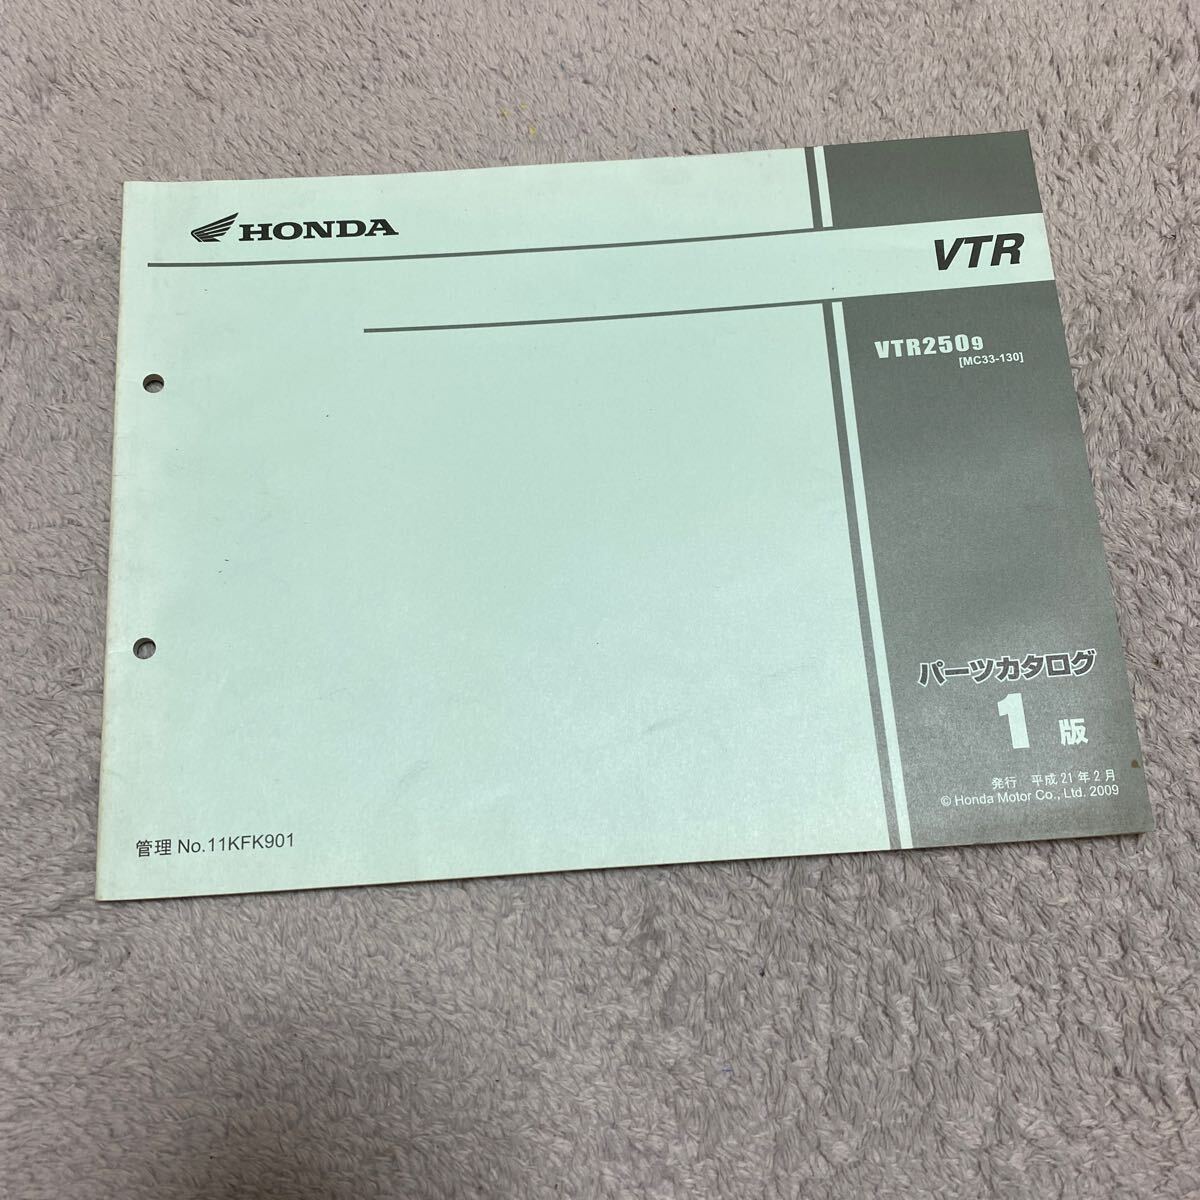 HONDA
VTR
VTR250 9
[MC33-130]
パーツカタログ
1 版
発行 平成21年2月
© Honda Motor Co., Ltd. 2009
管理 No.11KFK901